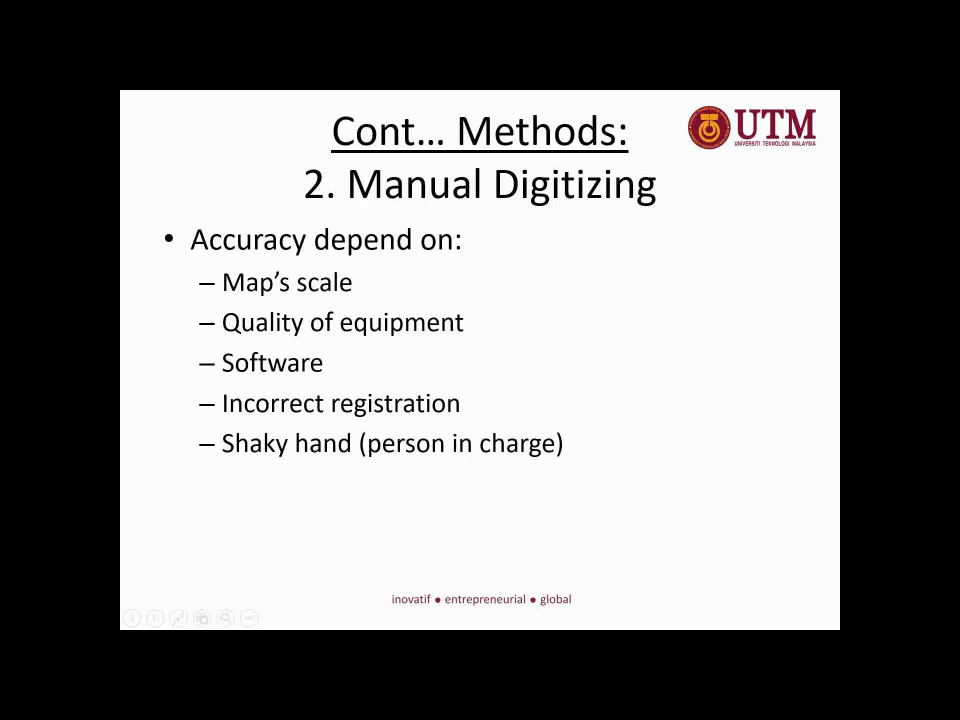 Cont… Methods:
2. Manual Digitizing
UTM
UNIVERSITI TEKNOLOGI MALAYSIA
• Accuracy depend on:
– Map’s scale
– Quality of equipment
– Software
– Incorrect registration
– Shaky hand (person in charge)
inovatif ● entrepreneurial ● global